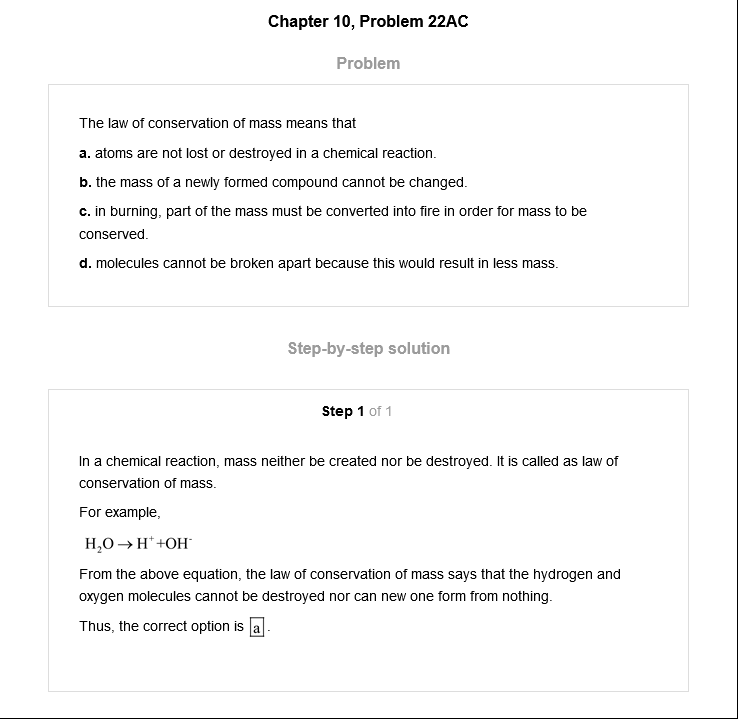 Chapter 10, Problem 22AC
Problem
The law of conservation of mass means that
a. atoms are not lost or destroyed in a chemical reaction.
b. the mass of a newly formed compound cannot be changed.
c. in burning, part of the mass must be converted into fire in order for mass to be
conserved.
d. molecules cannot be broken apart because this would result in less mass.
Step-by-step solution
Step 1 of 1
In a chemical reaction, mass neither be created nor be destroyed. It is called as law of
conservation of mass.
For example,
H₂O → H⁺+OH⁻
From the above equation, the law of conservation of mass says that the hydrogen and
oxygen molecules cannot be destroyed nor can new one form from nothing.
Thus, the correct option is a .